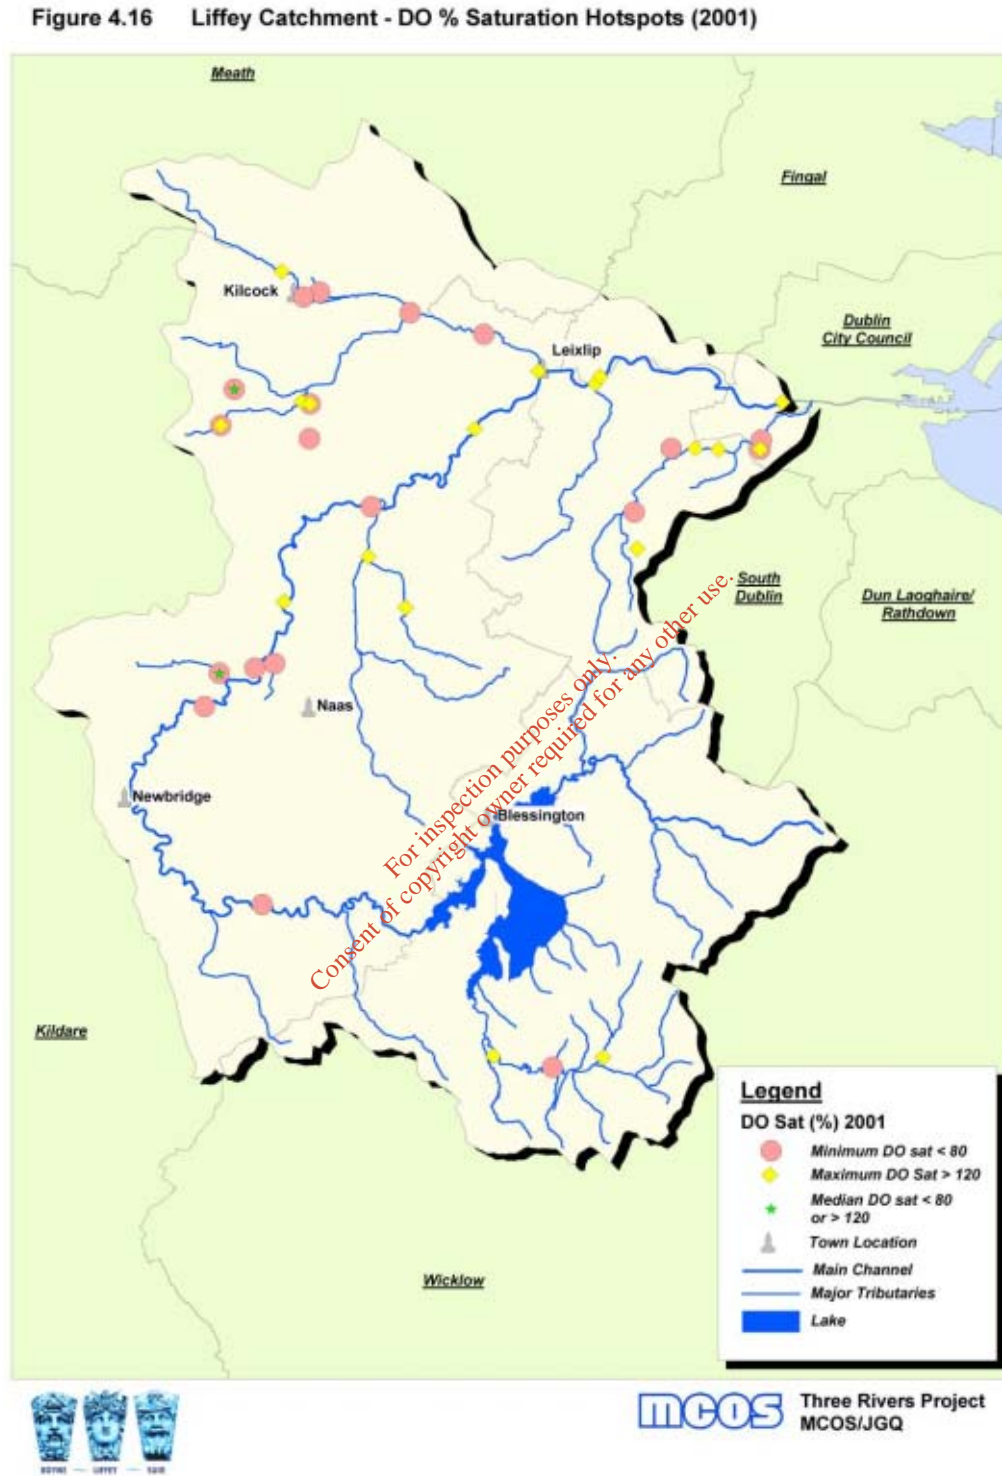 Figure 4.16 Liffey Catchment - DO % Saturation Hotspots (2001)
Meath
Fingal
Kilcock
Dublin
City Council
Leixlip
South
Dublin
Dun Laoghaire/
Rathdown
Naas
Newbridge
Blessington
For inspection purposes only.
Consent of copyright owner required for any other use.
Kildare
Wicklow
Legend
DO Sat (%) 2001
Minimum DO sat < 80
Maximum DO Sat > 120
Median DO sat < 80
or > 120
Town Location
Main Channel
Major Tributaries
Lake
BOYNE LIFFEY SUIR
mcos
Three Rivers Project
MCOS/JGQ